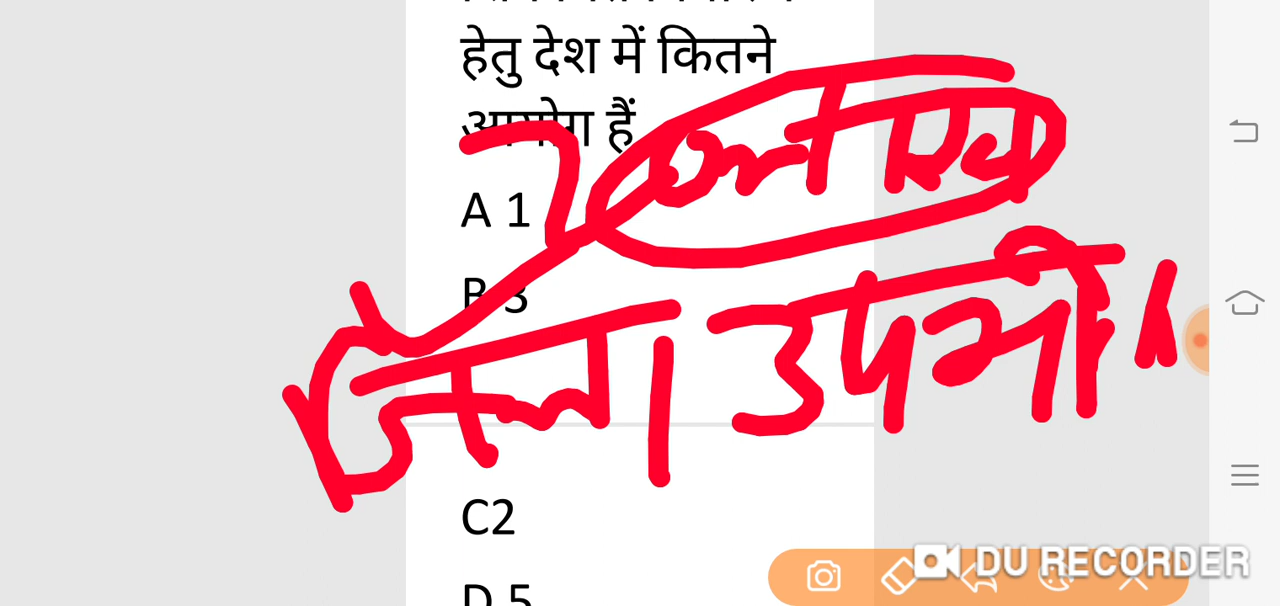 हेतु देश में कितने
आयोग हैं
A 1
B 3
जिला उपभो
C2
D 5
DU RECORDER